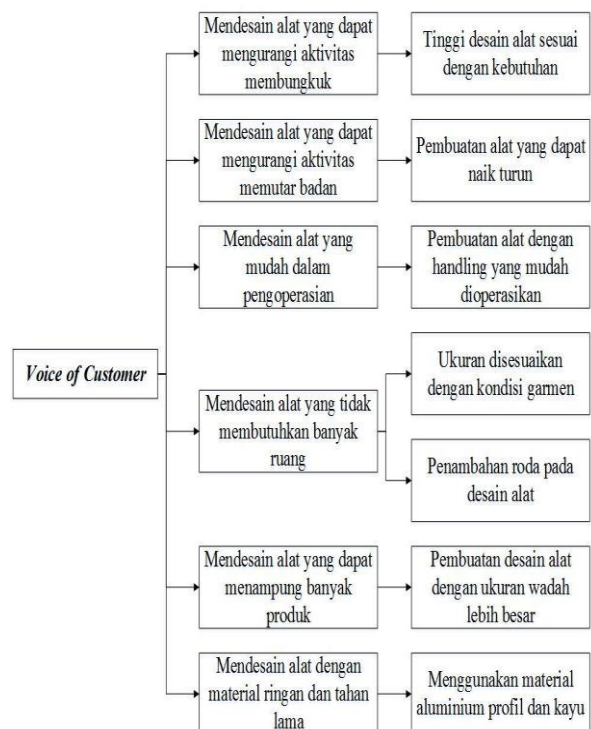 Voice of Customer
Mendesain alat yang dapat
mengurangi aktivitas
membungkuk
Tinggi desain alat sesuai
dengan kebutuhan
Mendesain alat yang dapat
mengurangi aktivitas
memutar badan
Pembuatan alat yang dapat
naik turun
Mendesain alat yang
mudah dalam
pengoperasian
Pembuatan alat dengan
handling yang mudah
dioperasikan
Mendesain alat yang tidak
membutuhkan banyak
ruang
Ukuran disesuaikan
dengan kondisi garmen
Penambahan roda pada
desain alat
Mendesain alat yang dapat
menampung banyak
produk
Pembuatan desain alat
dengan ukuran wadah
lebih besar
Mendesain alat dengan
material ringan dan tahan
lama
Menggunakan material
aluminium profil dan kayu